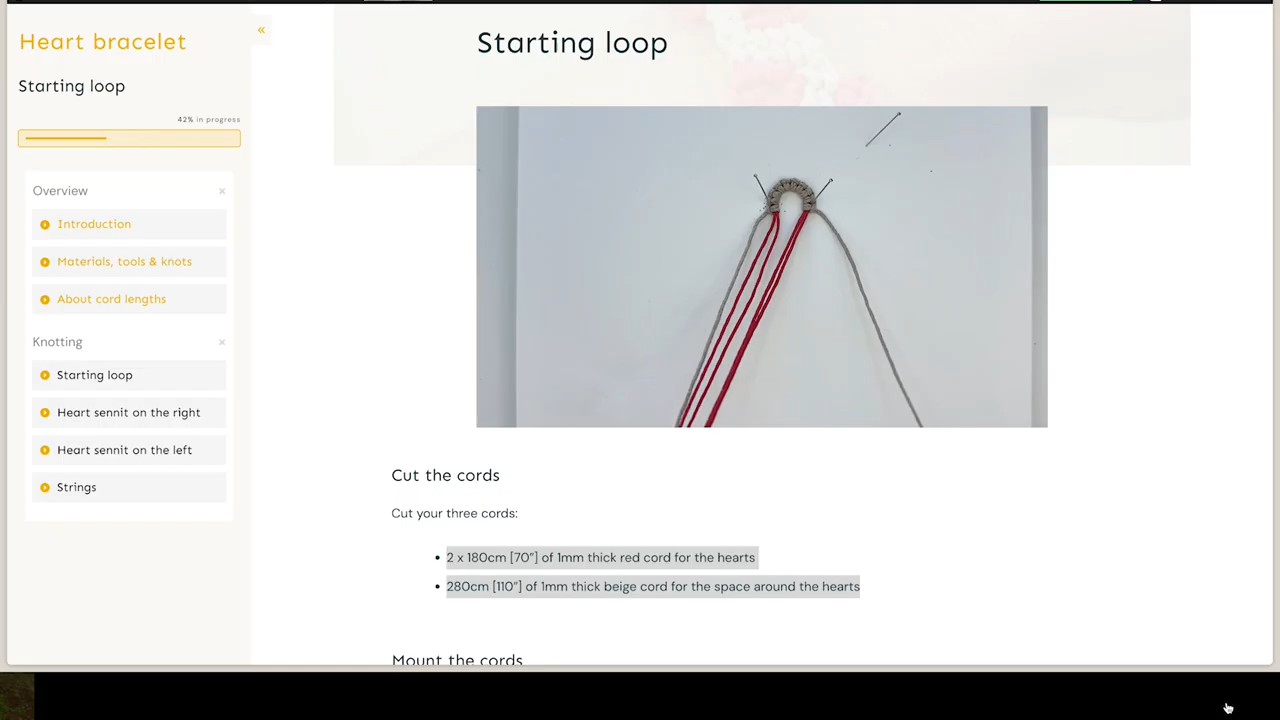 Heart bracelet
«
Starting loop
42% in progress
Overview
×
Introduction
Materials, tools & knots
About cord lengths
Knotting
×
Starting loop
Heart sennit on the right
Heart sennit on the left
Strings
Starting loop
Cut the cords
Cut your three cords:
• 2 x 180cm [70"] of 1mm thick red cord for the hearts
• 280cm [110"] of 1mm thick beige cord for the space around the hearts
Mount the cords